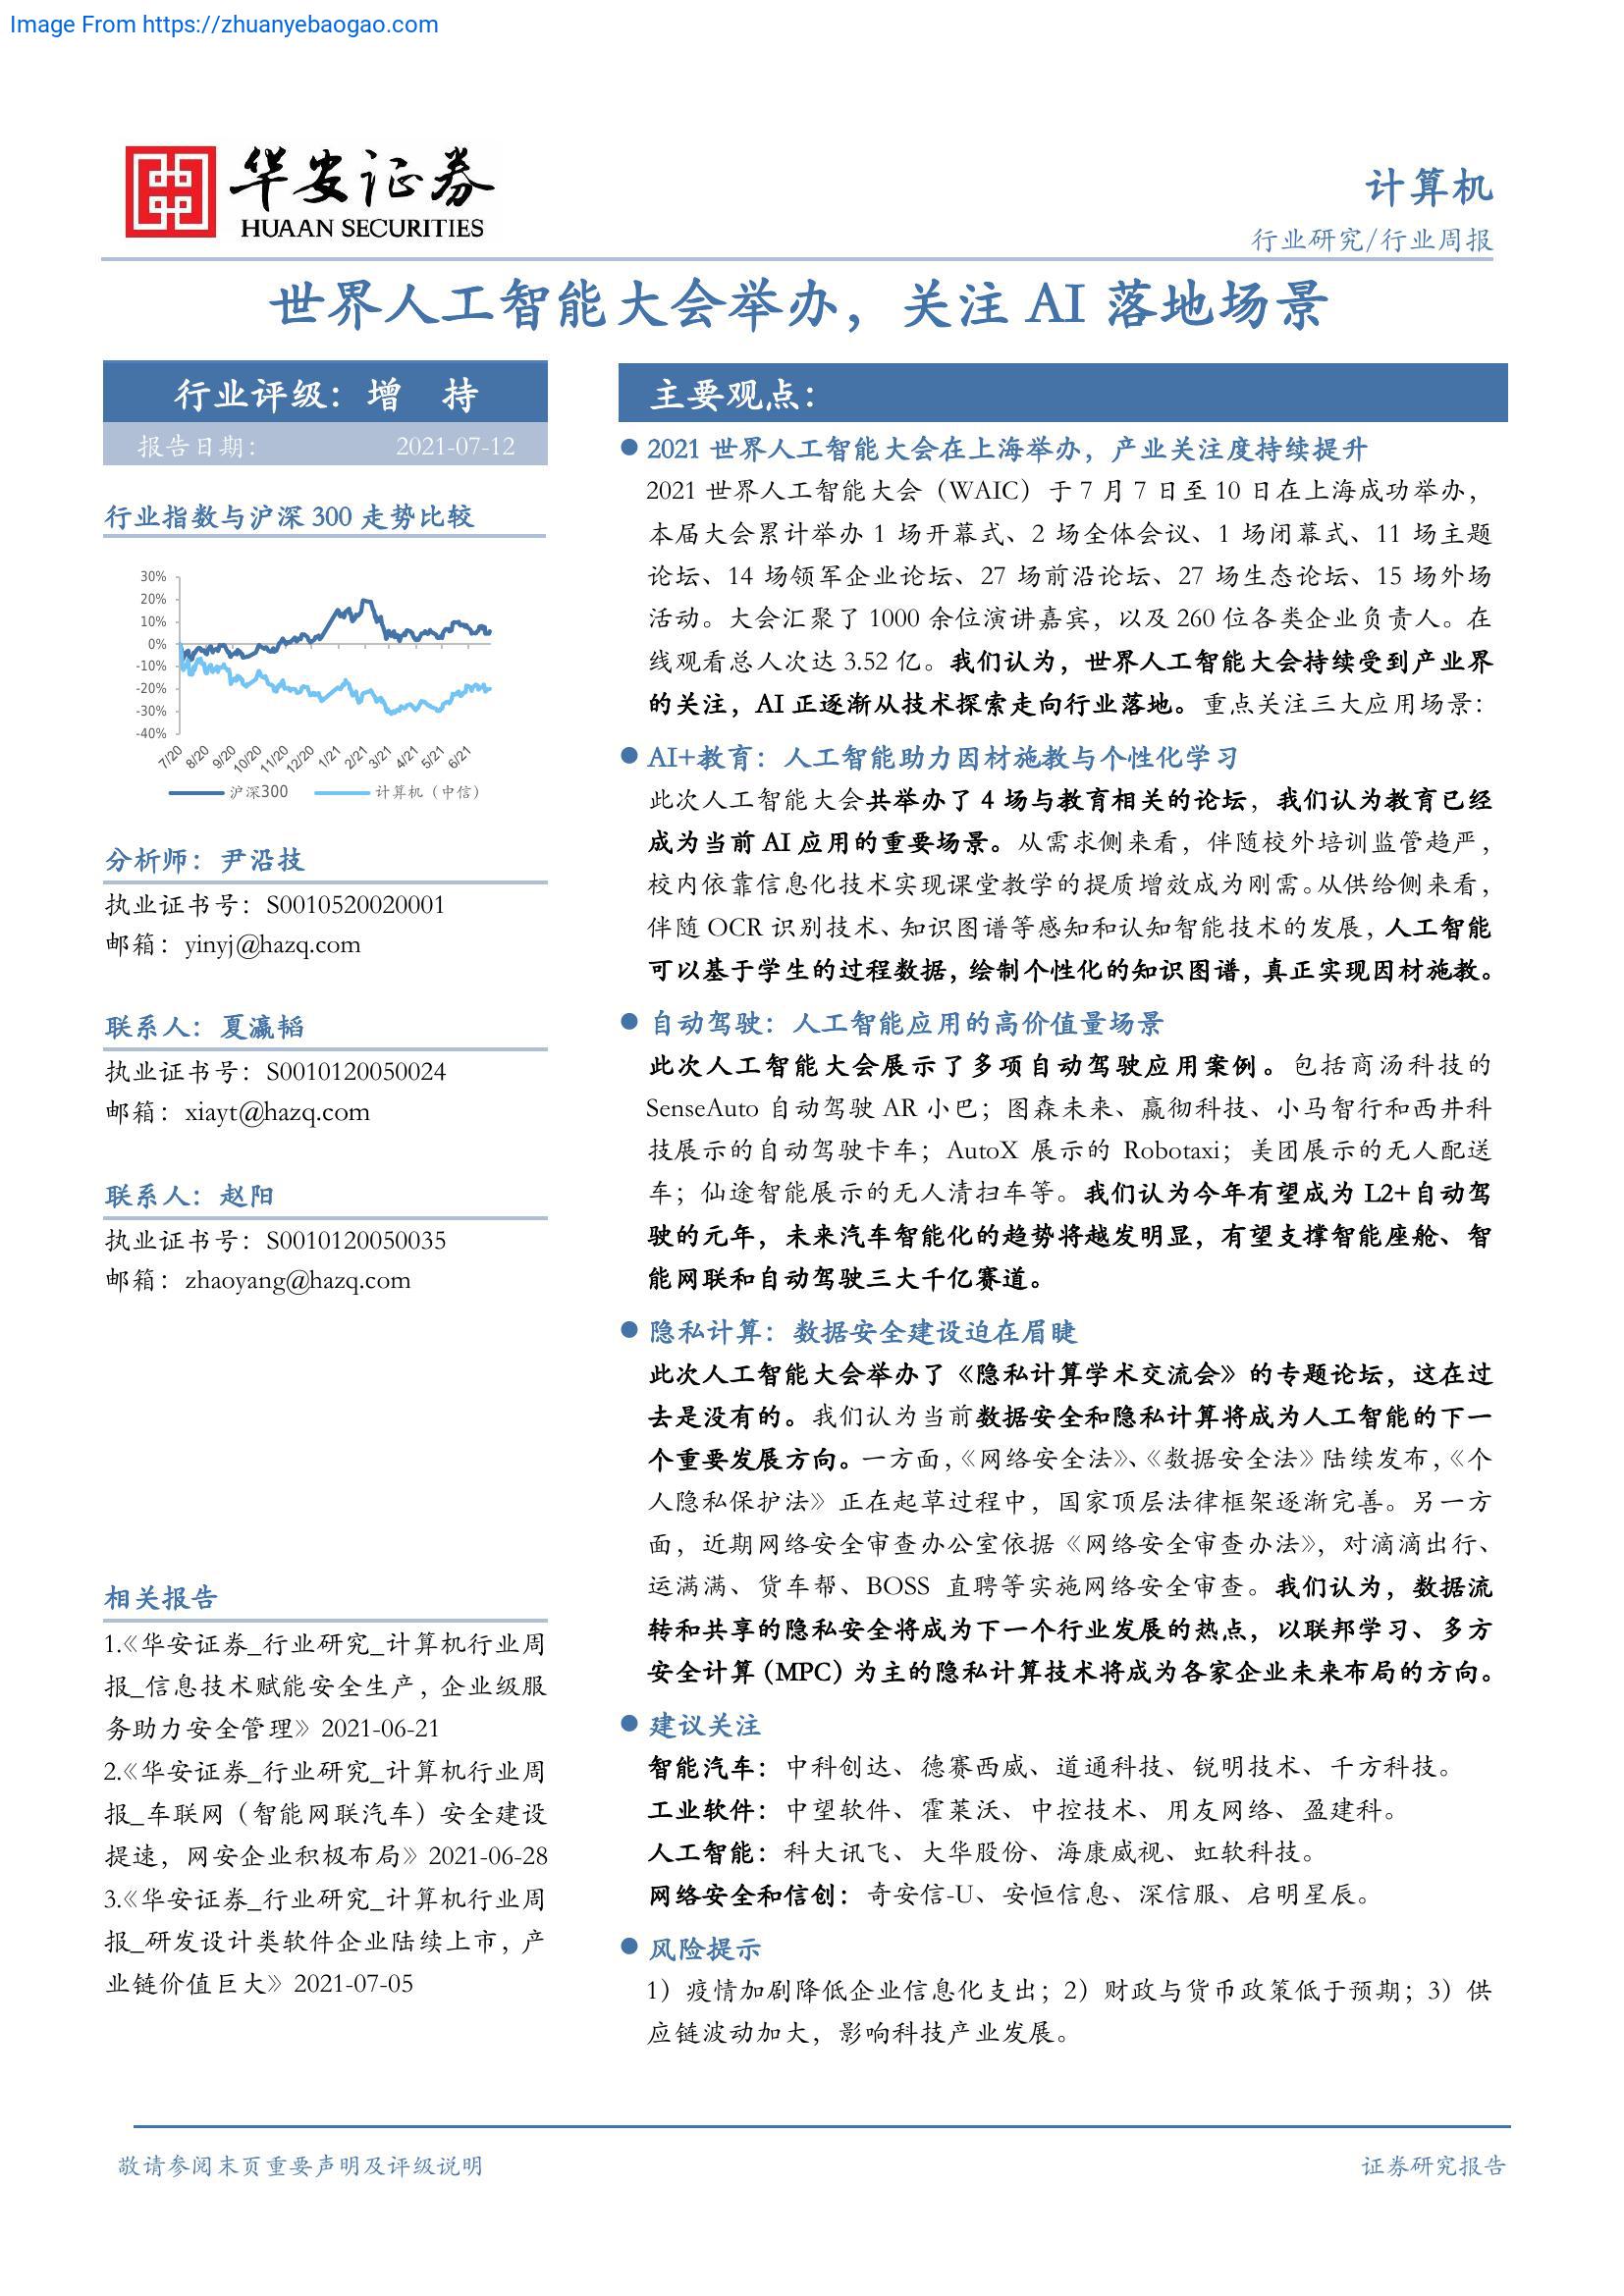 Image From https://zhuanyebaogao.com
华安证券
HUAAN SECURITIES
计算机
行业研究/行业周报
世界人工智能大会举办，关注 AI 落地场景
行业评级：增 持
报告日期： 2021-07-12
行业指数与沪深 300 走势比较
30%
20%
10%
0%
-10%
-20%
-30%
-40%
7/20 8/20 9/20 10/20 11/20 12/20 1/21 2/21 3/21 4/21 5/21 6/21
沪深300 计算机（中信）
分析师：尹沿技
执业证书号：S0010520020001
邮箱：yinyj@hazq.com
联系人：夏瀛韬
执业证书号：S0010120050024
邮箱：xiayt@hazq.com
联系人：赵阳
执业证书号：S0010120050035
邮箱：zhaoyang@hazq.com
相关报告
1.《华安证券_行业研究_计算机行业周
报_信息技术赋能安全生产，企业级服
务助力安全管理》2021-06-21
2.《华安证券_行业研究_计算机行业周
报_车联网（智能网联汽车）安全建设
提速，网安企业积极布局》2021-06-28
3.《华安证券_行业研究_计算机行业周
报_研发设计类软件企业陆续上市，产
业链价值巨大》2021-07-05
主要观点：
● 2021 世界人工智能大会在上海举办，产业关注度持续提升
2021 世界人工智能大会（WAIC）于 7 月 7 日至 10 日在上海成功举办，
本届大会累计举办 1 场开幕式、2 场全体会议、1 场闭幕式、11 场主题
论坛、14 场领军企业论坛、27 场前沿论坛、27 场生态论坛、15 场外场
活动。大会汇聚了 1000 余位演讲嘉宾，以及 260 位各类企业负责人。在
线观看总人次达 3.52 亿。我们认为，世界人工智能大会持续受到产业界
的关注，AI 正逐渐从技术探索走向行业落地。重点关注三大应用场景：
● AI+教育：人工智能助力因材施教与个性化学习
此次人工智能大会共举办了 4 场与教育相关的论坛，我们认为教育已经
成为当前 AI 应用的重要场景。从需求侧来看，伴随校外培训监管趋严，
校内依靠信息化技术实现课堂教学的提质增效成为刚需。从供给侧来看，
伴随 OCR 识别技术、知识图谱等感知和认知智能技术的发展，人工智能
可以基于学生的过程数据，绘制个性化的知识图谱，真正实现因材施教。
● 自动驾驶：人工智能应用的高价值量场景
此次人工智能大会展示了多项自动驾驶应用案例。包括商汤科技的
SenseAuto 自动驾驶 AR 小巴；图森未来、嬴彻科技、小马智行和西井科
技展示的自动驾驶卡车；AutoX 展示的 Robotaxi；美团展示的无人配送
车；仙途智能展示的无人清扫车等。我们认为今年有望成为 L2+自动驾
驶的元年，未来汽车智能化的趋势将越发明显，有望支撑智能座舱、智
能网联和自动驾驶三大千亿赛道。
● 隐私计算：数据安全建设迫在眉睫
此次人工智能大会举办了《隐私计算学术交流会》的专题论坛，这在过
去是没有的。我们认为当前数据安全和隐私计算将成为人工智能的下一
个重要发展方向。一方面，《网络安全法》、《数据安全法》陆续发布，《个
人隐私保护法》正在起草过程中，国家顶层法律框架逐渐完善。另一方
面，近期网络安全审查办公室依据《网络安全审查办法》，对滴滴出行、
运满满、货车帮、BOSS 直聘等实施网络安全审查。我们认为，数据流
转和共享的隐私安全将成为下一个行业发展的热点，以联邦学习、多方
安全计算（MPC）为主的隐私计算技术将成为各家企业未来布局的方向。
● 建议关注
智能汽车：中科创达、德赛西威、道通科技、锐明技术、千方科技。
工业软件：中望软件、霍莱沃、中控技术、用友网络、盈建科。
人工智能：科大讯飞、大华股份、海康威视、虹软科技。
网络安全和信创：奇安信-U、安恒信息、深信服、启明星辰。
● 风险提示
1）疫情加剧降低企业信息化支出；2）财政与货币政策低于预期；3）供
应链波动加大，影响科技产业发展。
敬请参阅末页重要声明及评级说明
证券研究报告